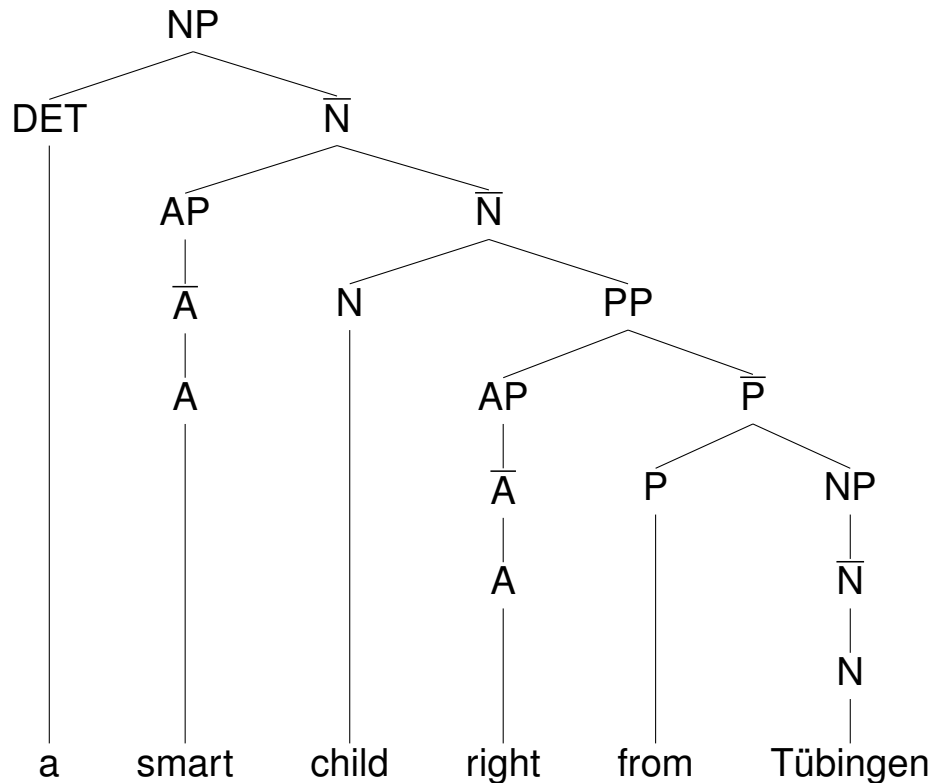 NP
DET N̅
AP N̅
A̅ N PP
A AP P̅
A̅ P NP
A N̅
N
a smart child right from Tübingen